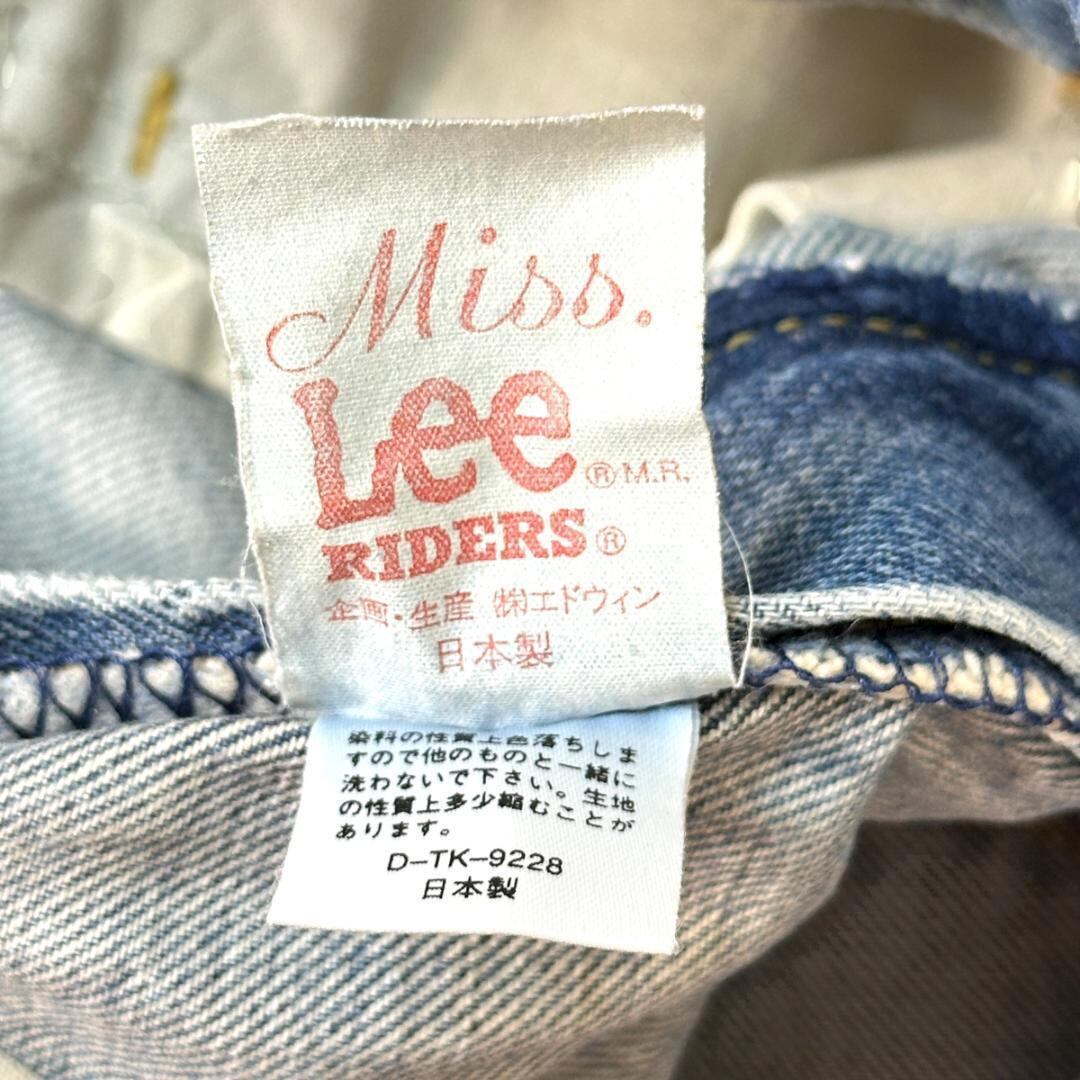 Miss.
Lee ® M.R.
RIDERS ®
企画・生産 ㈱エドウィン
日本製
染料の性質上色落ちしま
すので他のものと一緒に
洗わないで下さい。生地
の性質上多少縮むことが
あります。
D-TK-9228
日本製